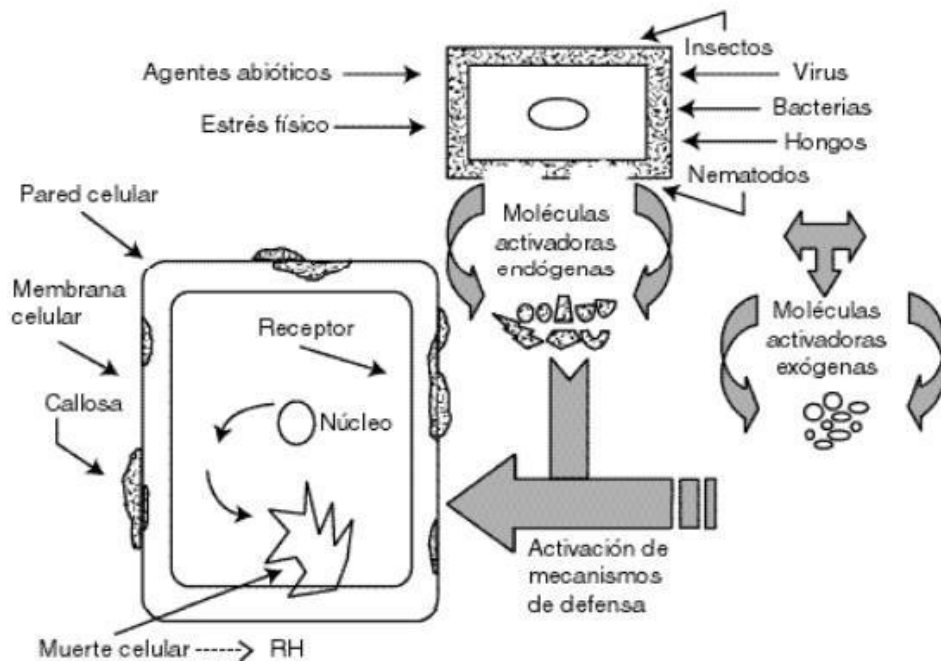 Insectos
Agentes abióticos
Virus
Bacterias
Estrés físico
Hongos
Nematodos
Pared celular
Moléculas
activadoras
endógenas
Membrana
celular
Receptor
Moléculas
activadoras
exógenas
Callosa
Núcleo
Activación de
mecanismos
de defensa
Muerte celular
RH